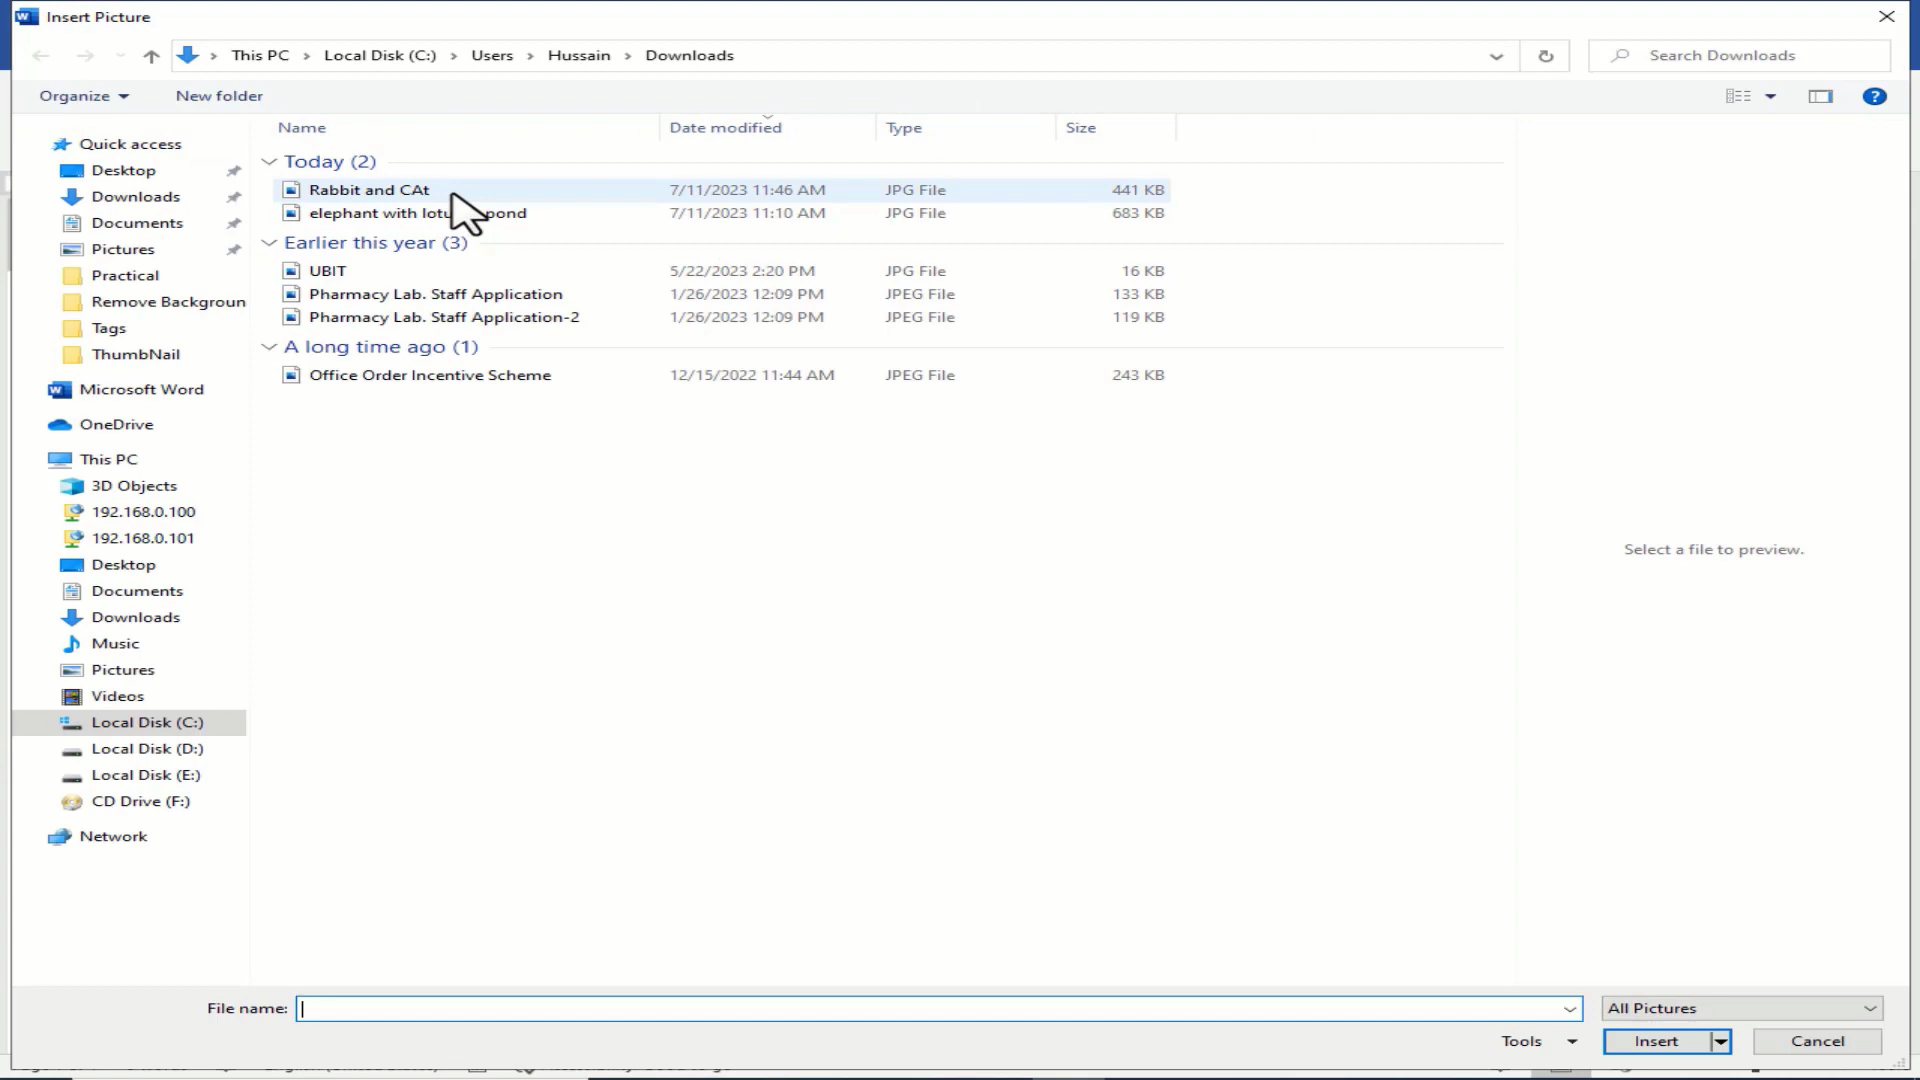 Insert Picture
This PC > Local Disk (C:) > Users > Hussain > Downloads
Search Downloads
Organize
New folder
Quick access
Desktop
Downloads
Documents
Pictures
Practical
Remove Backgroun
Tags
ThumbNail
Microsoft Word
OneDrive
This PC
3D Objects
192.168.0.100
192.168.0.101
Desktop
Documents
Downloads
Music
Pictures
Videos
Local Disk (C:)
Local Disk (D:)
Local Disk (E:)
CD Drive (F:)
Network
Name Date modified Type Size
Today (2)
Rabbit and CAt 7/11/2023 11:46 AM JPG File 441 KB
elephant with pond 7/11/2023 11:10 AM JPG File 683 KB
Earlier this year (3)
UBIT 5/22/2023 2:20 PM JPG File 16 KB
Pharmacy Lab. Staff Application 1/26/2023 12:09 PM JPEG File 133 KB
Pharmacy Lab. Staff Application-2 1/26/2023 12:09 PM JPEG File 119 KB
A long time ago (1)
Office Order Incentive Scheme 12/15/2022 11:44 AM JPEG File 243 KB
Select a file to preview.
File name:
All Pictures
Tools
Insert
Cancel